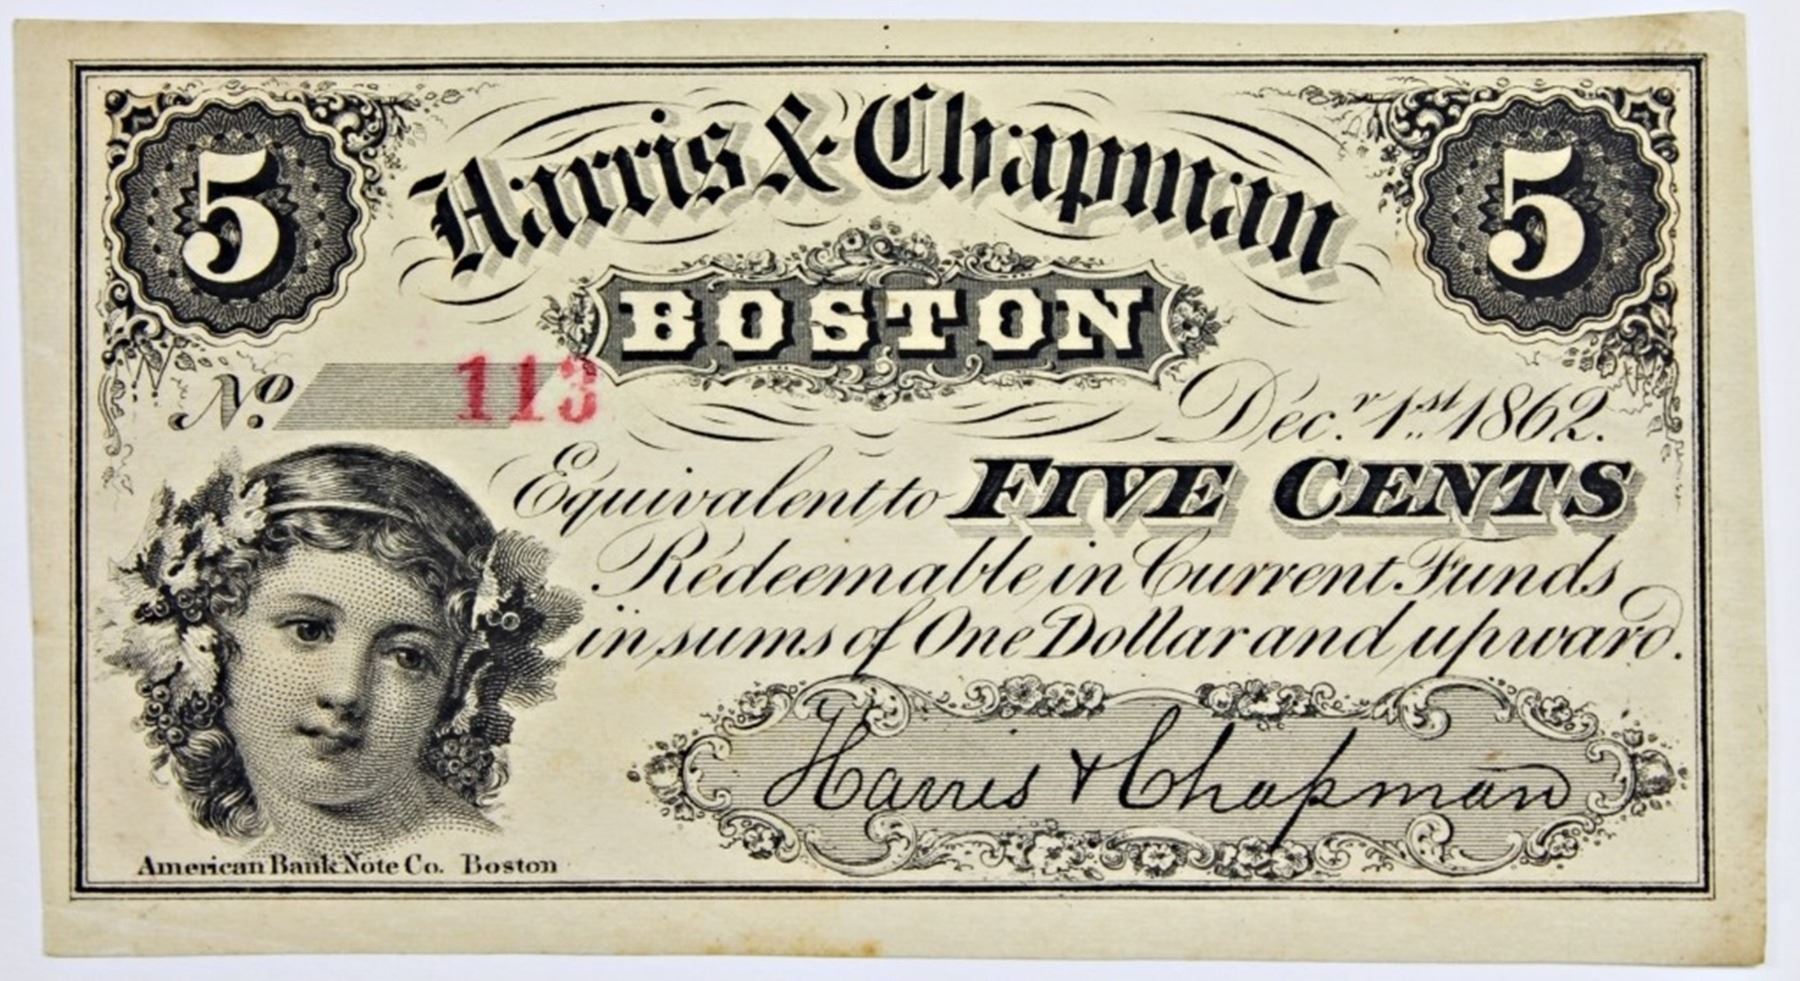 5 Harris & Chapman 5
BOSTON
No. 113
Dec.r 1st 1862.
Equivalent to FIVE CENTS
Redeemable in Current Funds
in sums of One Dollar and upward.
Harris & Chapman
American Bank Note Co. Boston